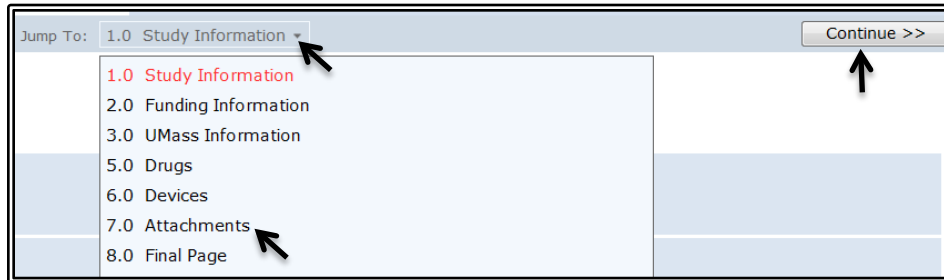 Jump To: 1.0 Study Information Continue >>
1.0 Study Information
2.0 Funding Information
3.0 UMass Information
5.0 Drugs
6.0 Devices
7.0 Attachments
8.0 Final Page